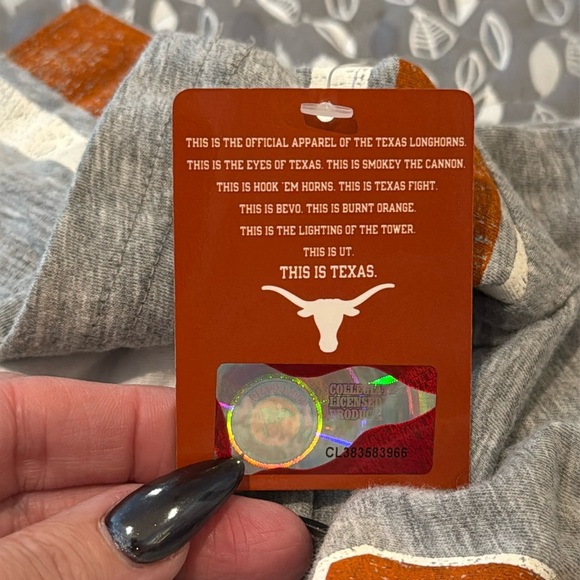 THIS IS THE OFFICIAL APPAREL OF THE TEXAS LONGHORNS.
THIS IS THE EYES OF TEXAS. THIS IS SMOKEY THE CANNON.
THIS IS HOOK 'EM HORNS. THIS IS TEXAS FIGHT.
THIS IS BEVO. THIS IS BURNT ORANGE.
THIS IS THE LIGHTING OF THE TOWER.
THIS IS UT.
THIS IS TEXAS.
LICENSED
CL383583966